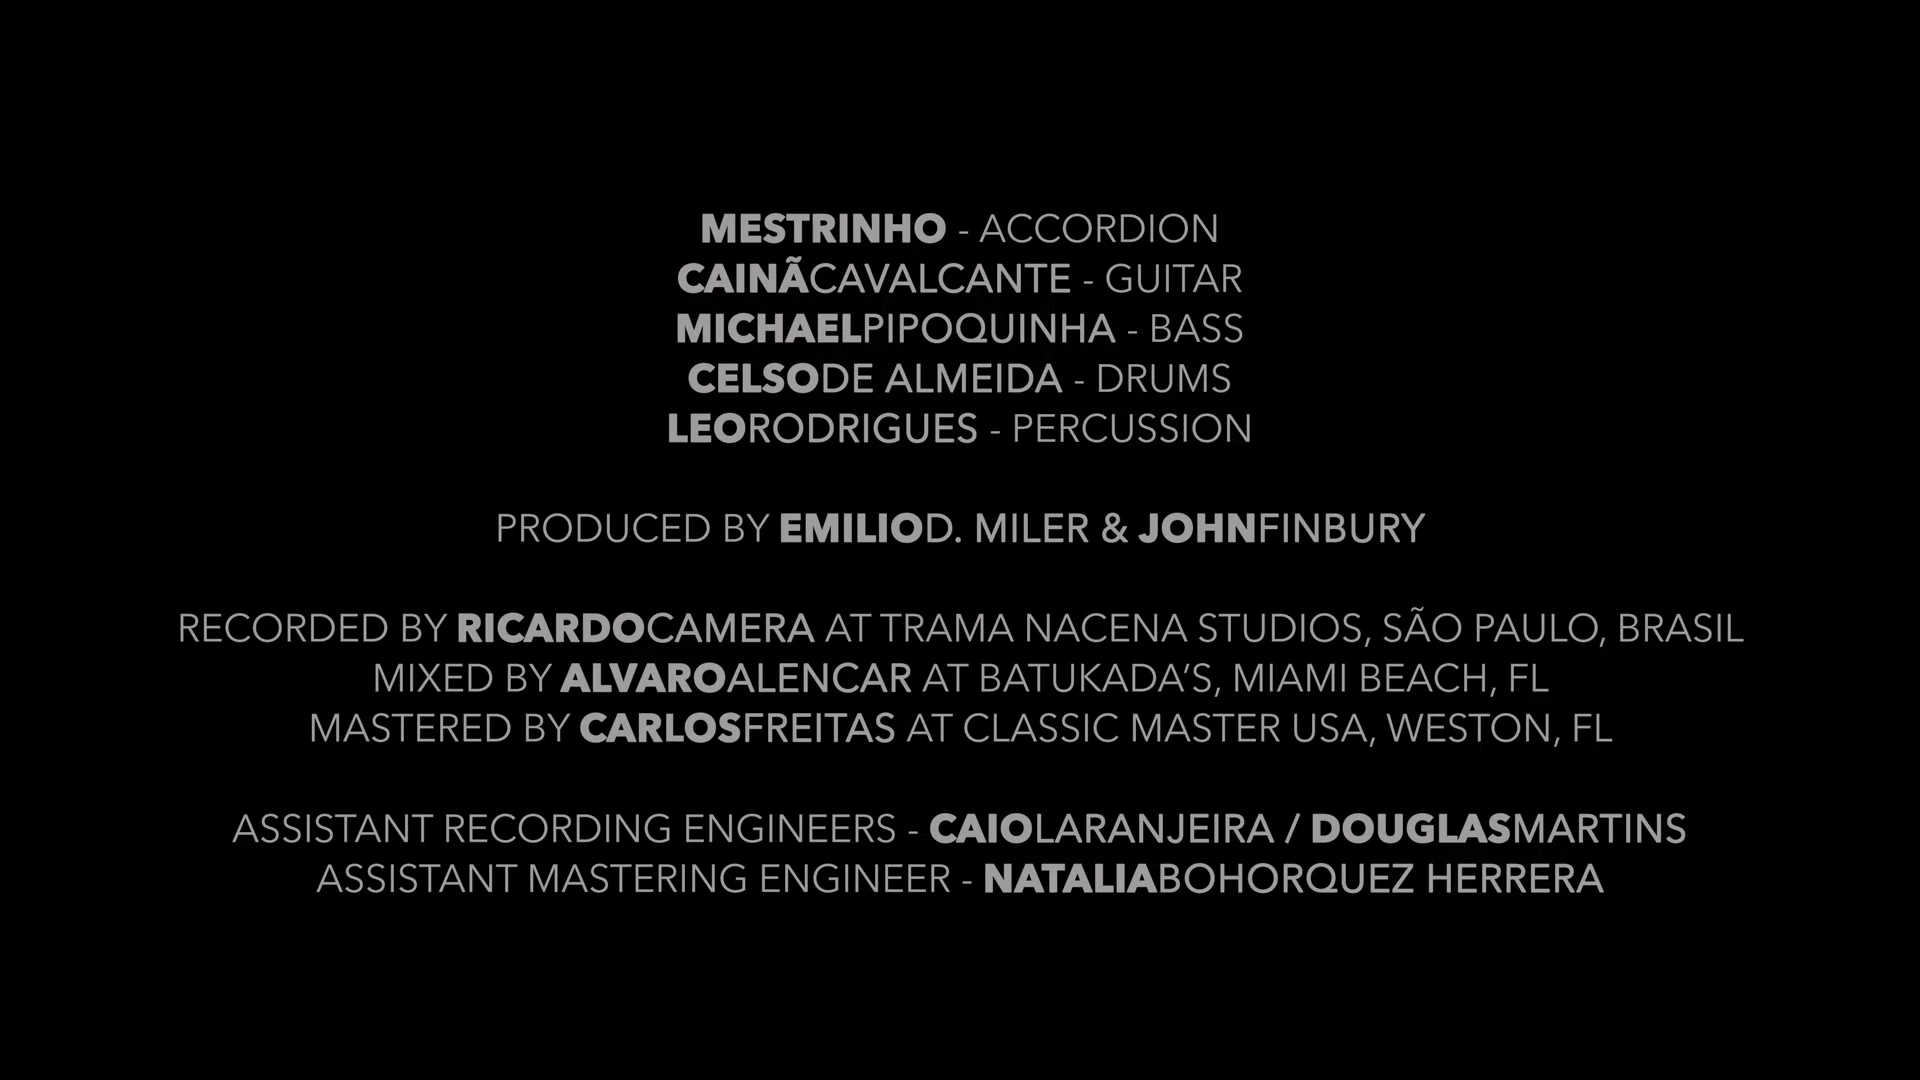 MESTRINHO - ACCORDION
CAINÃCAVALCANTE - GUITAR
MICHAELPIPOQUINHA - BASS
CELSODE ALMEIDA - DRUMS
LEORODRIGUES - PERCUSSION
PRODUCED BY EMILIOD. MILER & JOHNFINBURY
RECORDED BY RICARDOCAMERA AT TRAMA NACENA STUDIOS, SÃO PAULO, BRASIL
MIXED BY ALVAROALENCAR AT BATUKADA’S, MIAMI BEACH, FL
MASTERED BY CARLOSFREITAS AT CLASSIC MASTER USA, WESTON, FL
ASSISTANT RECORDING ENGINEERS - CAIOLARANJEIRA / DOUGLASMARTINS
ASSISTANT MASTERING ENGINEER - NATALIABOHORQUEZ HERRERA